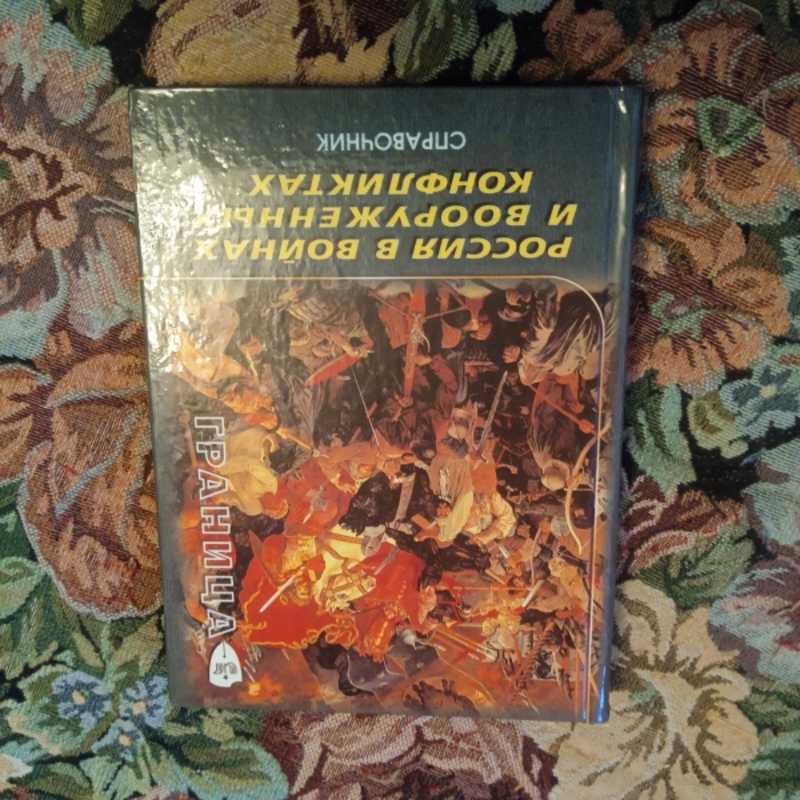 ГРАНИЦА
РОССИЯ В ВОЙНАХ
И ВООРУЖЕННЫХ
КОНФЛИКТАХ
СПРАВОЧНИК